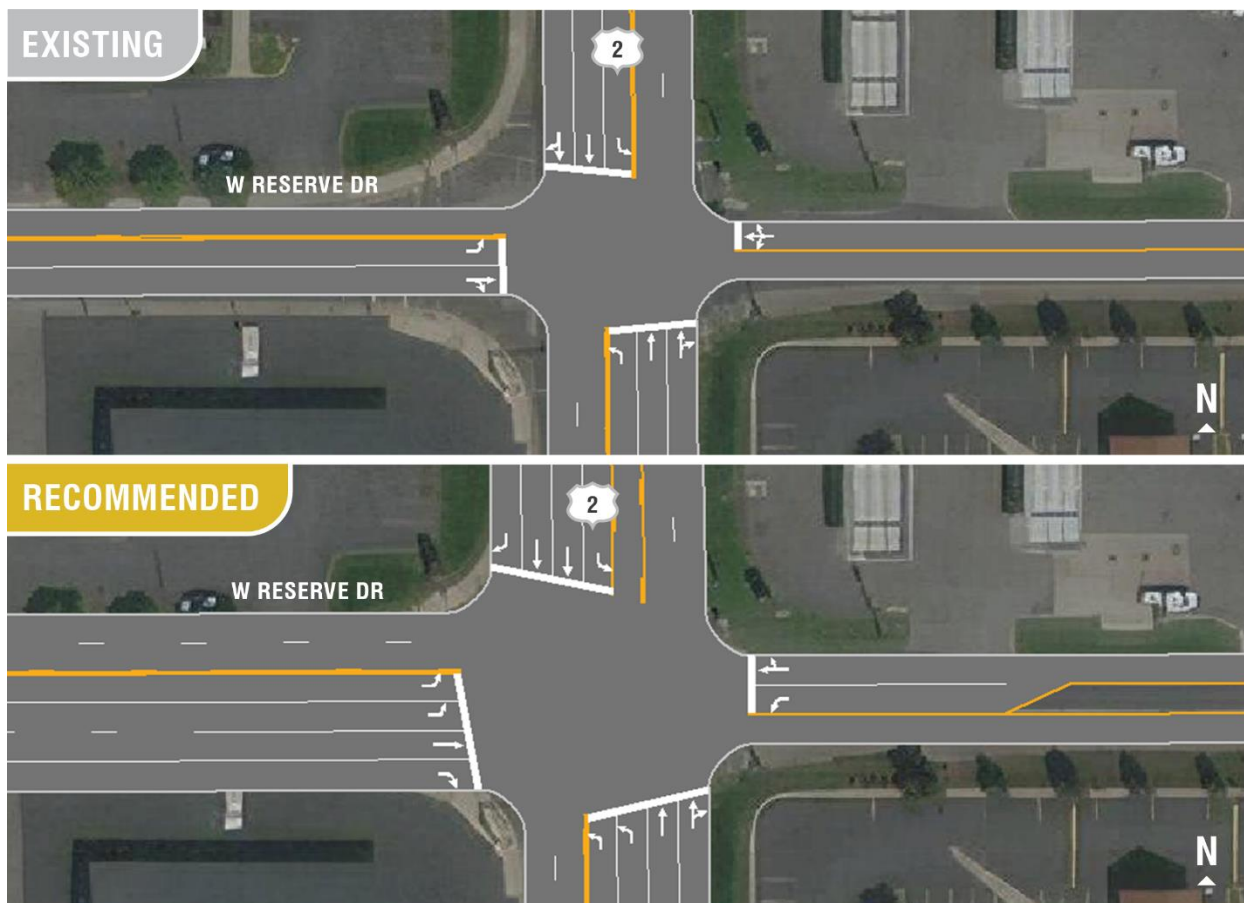 EXISTING
2
W RESERVE DR
N
RECOMMENDED
2
W RESERVE DR
N